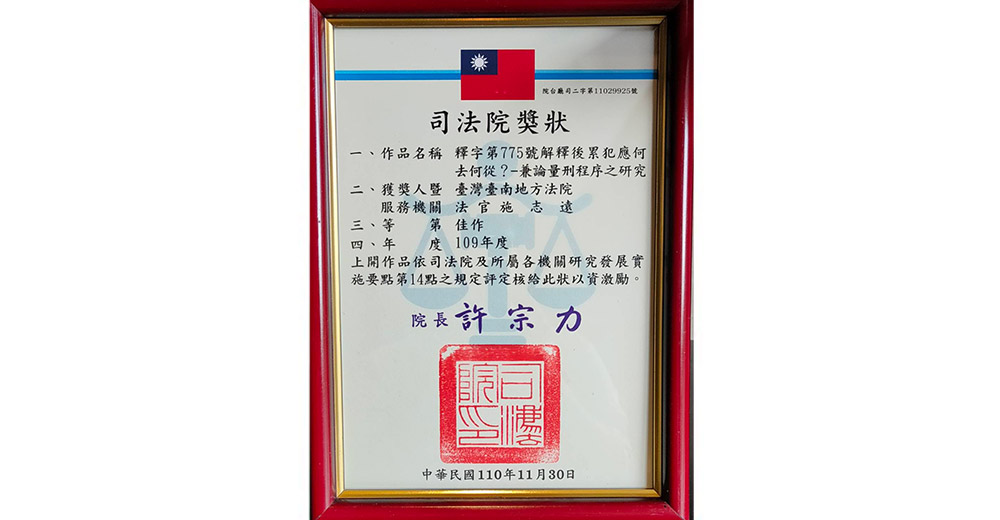 院台廳司二字第11029925號
司法院獎狀
一、作品名稱 釋字第775號解釋後累犯應何
去何從？-兼論量刑程序之研究
二、獲獎人暨 臺灣臺南地方法院
服務機關 法官施志遠
三、等第 佳作
四、年度 109年度
上開作品依司法院及所屬各機關研究發展實
施要點第14點之規定評定核給此狀以資激勵。
院長 許宗力
司法院印
中華民國110年11月30日